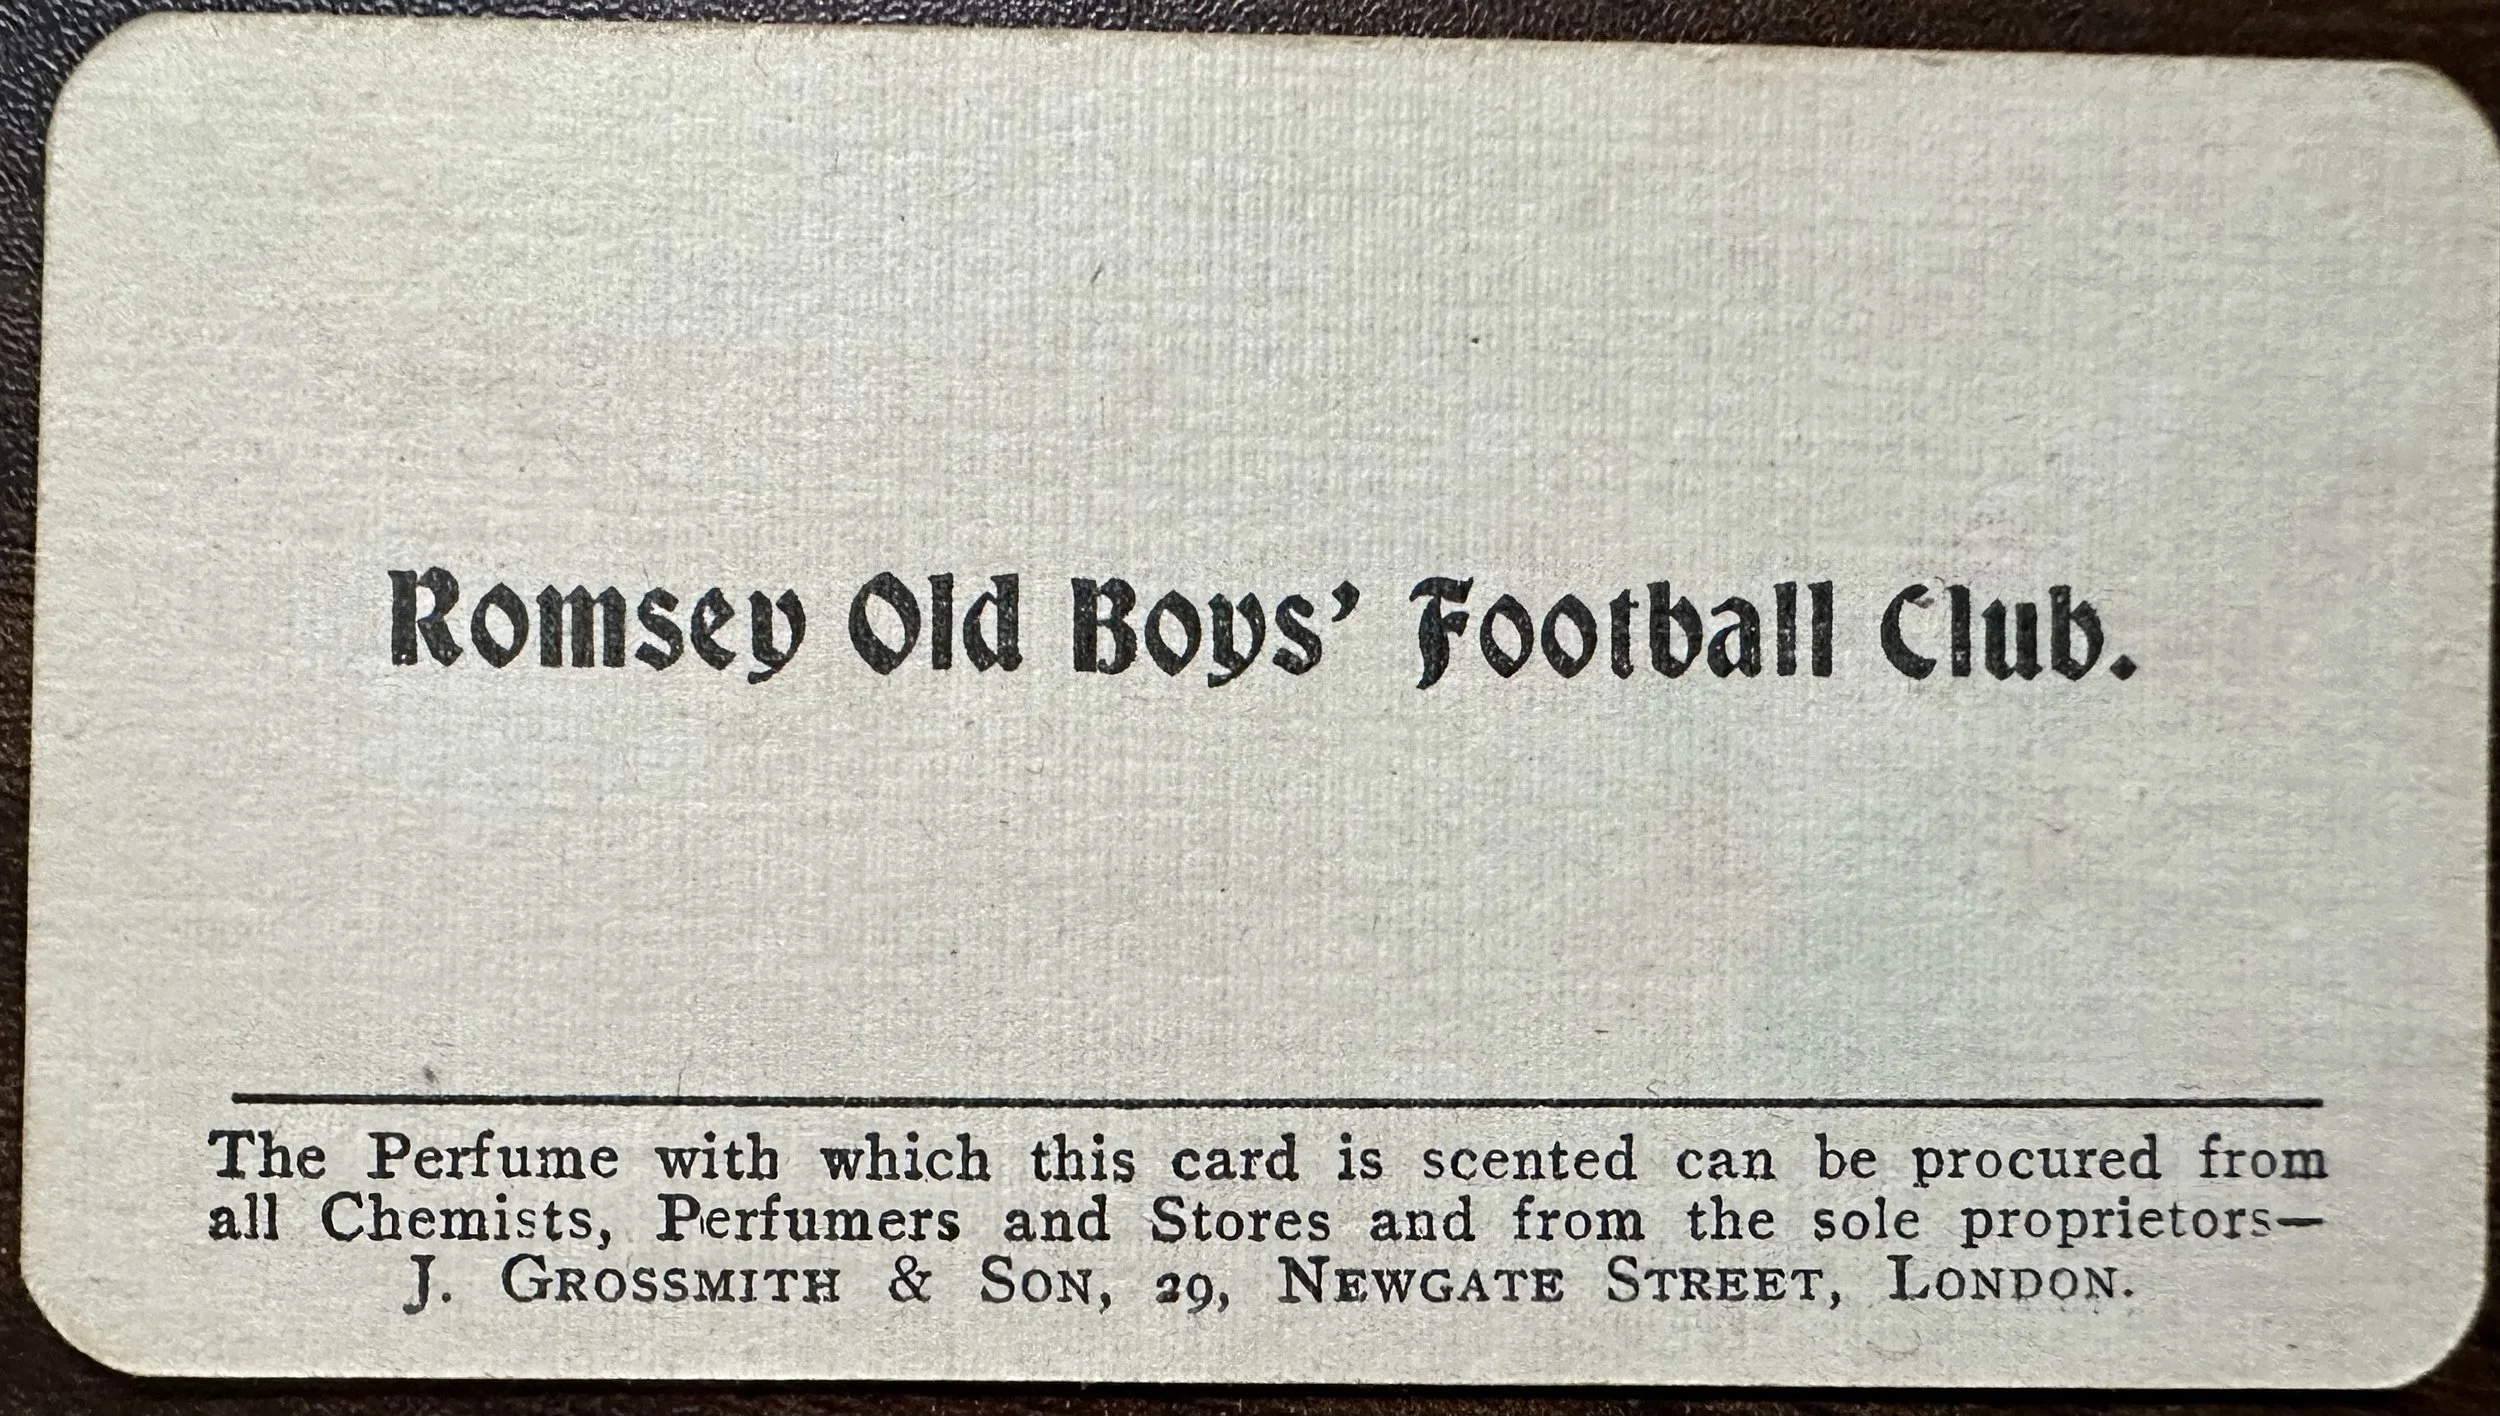 Romsey Old Boys' Football Club.
The Perfume with which this card is scented can be procured from
all Chemists, Perfumers and Stores and from the sole proprietors—
J. GROSSMITH & SON, 29, NEWGATE STREET, LONDON.